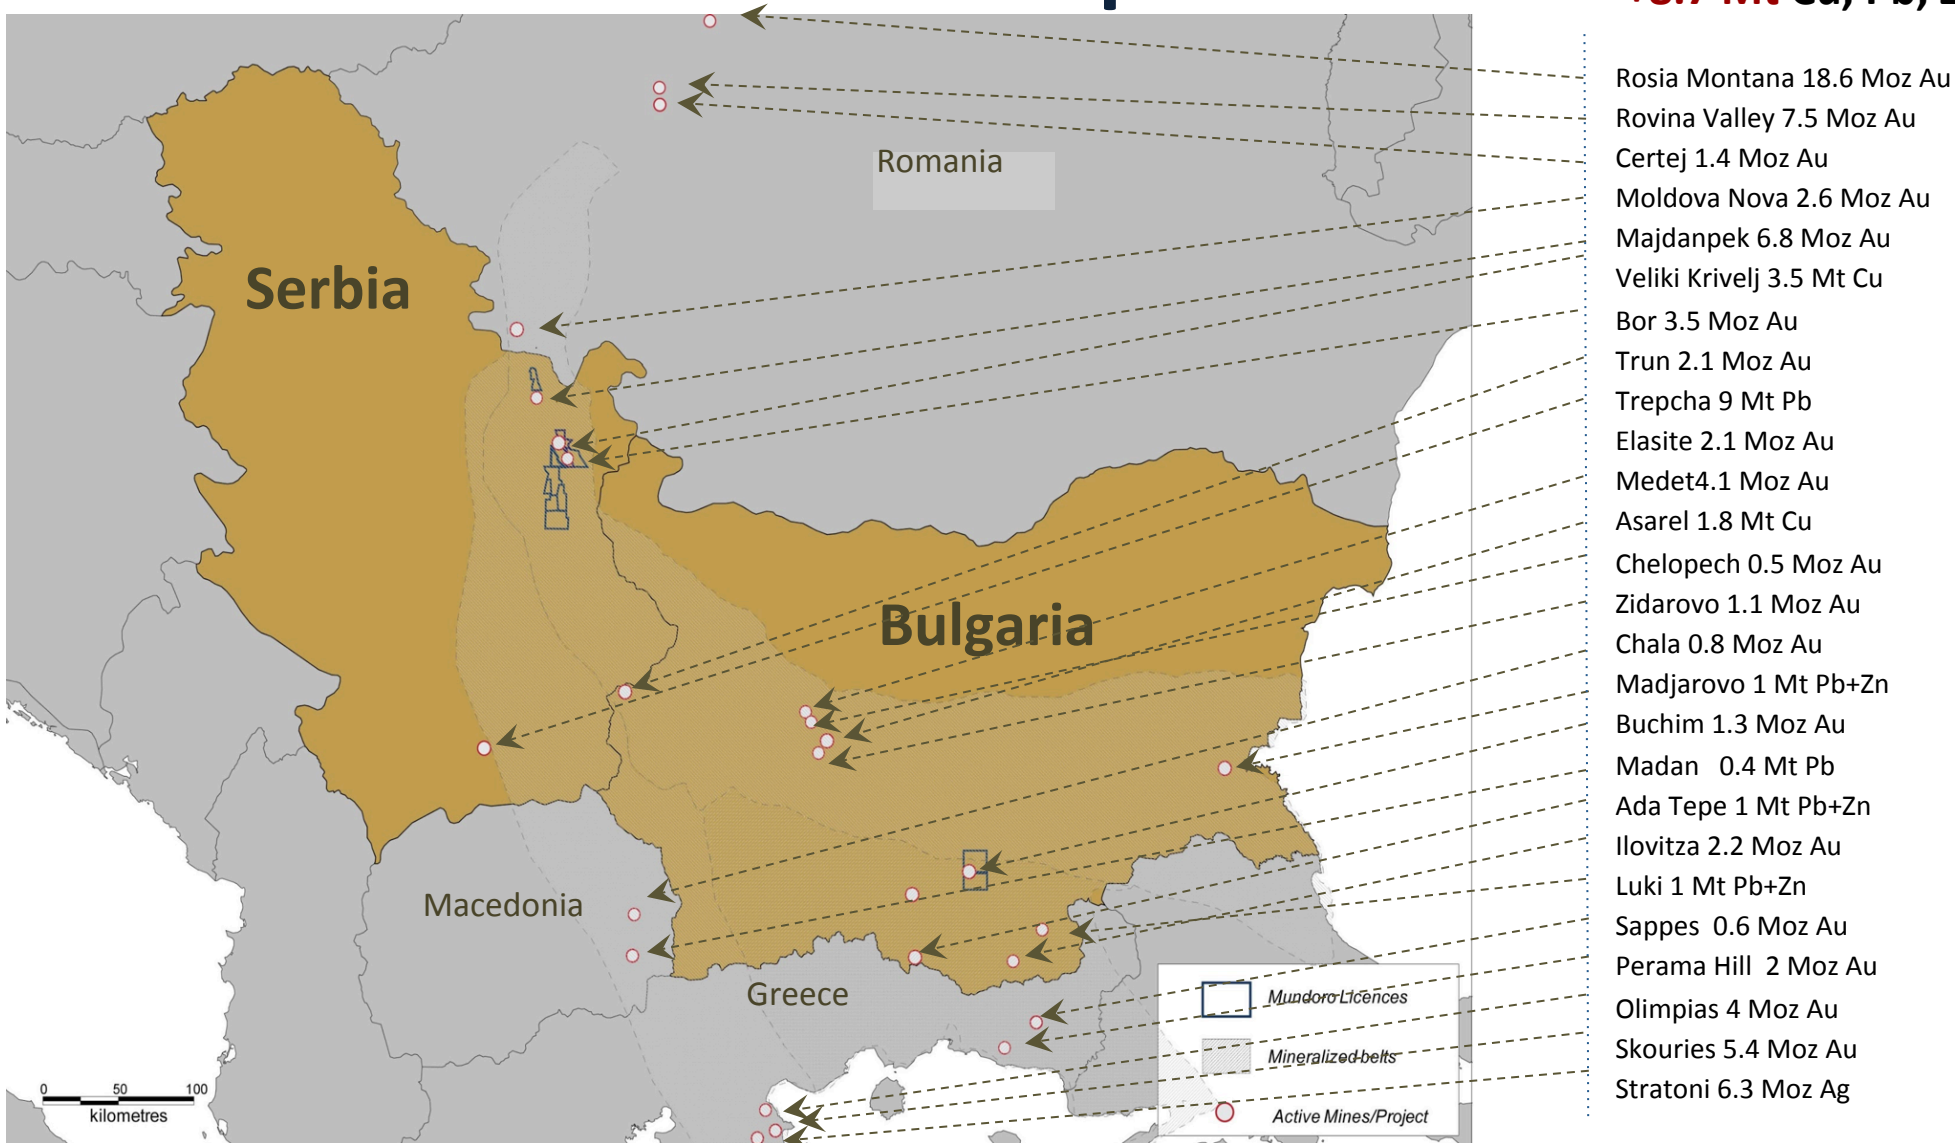 Rosia Montana 18.6 Moz Au
Rovina Valley 7.5 Moz Au
Certej 1.4 Moz Au
Moldova Nova 2.6 Moz Au
Majdanpek 6.8 Moz Au
Veliki Krivelj 3.5 Mt Cu
Bor 3.5 Moz Au
Trun 2.1 Moz Au
Trepcha 9 Mt Pb
Elasite 2.1 Moz Au
Medet4.1 Moz Au
Asarel 1.8 Mt Cu
Chelopech 0.5 Moz Au
Zidarovo 1.1 Moz Au
Chala 0.8 Moz Au
Madjarovo 1 Mt Pb+Zn
Buchim 1.3 Moz Au
Madan 0.4 Mt Pb
Ada Tepe 1 Mt Pb+Zn
Ilovitza 2.2 Moz Au
Luki 1 Mt Pb+Zn
Sappes 0.6 Moz Au
Perama Hill 2 Moz Au
Olimpias 4 Moz Au
Skouries 5.4 Moz Au
Stratoni 6.3 Moz Ag
Romania
Serbia
Bulgaria
Macedonia
Greece
Mundoro Licences
Mineralized belts
Active Mines/Project
0 50 100
kilometres